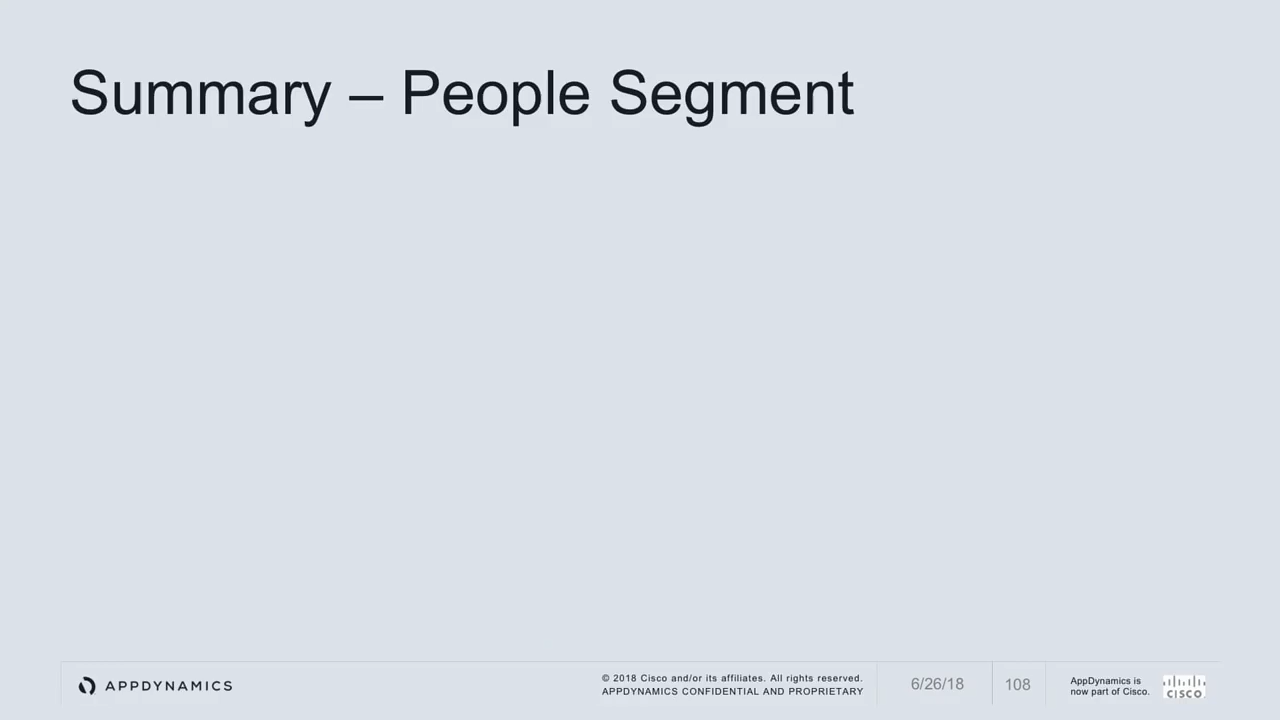 Summary – People Segment
APPDYNAMICS
© 2018 Cisco and/or its affiliates. All rights reserved.
APPDYNAMICS CONFIDENTIAL AND PROPRIETARY
6/26/18
108
AppDynamics is
now part of Cisco.
CISCO